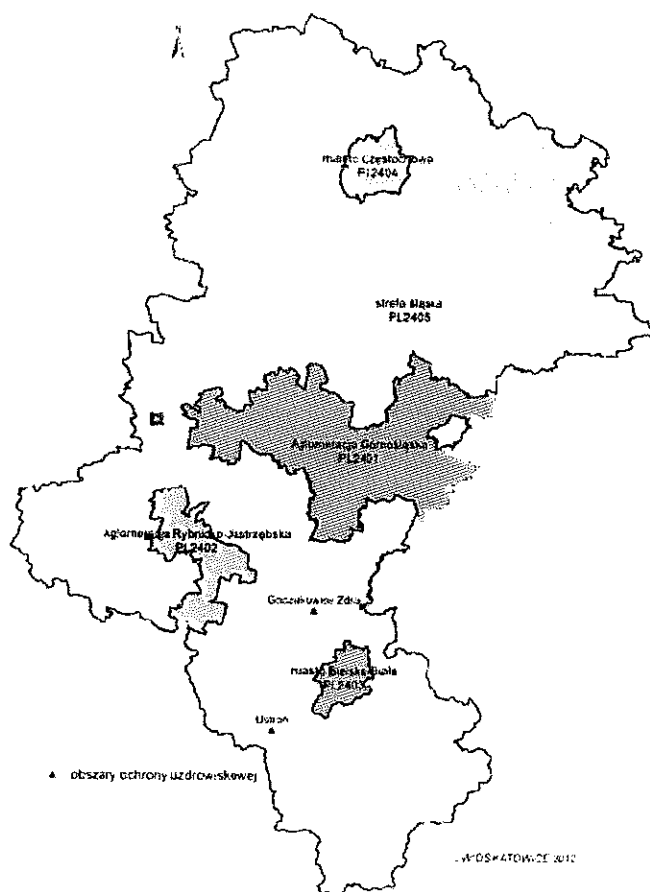 miasto Częstochowa
PL2404
strefa śląska
PL2405
Aglomeracja Górnośląska
PL2401
Aglomeracja Rybnicko-Jastrzębska
PL2402
Goczałkowice Zdrój
miasto Bielsko-Biała
PL2403
Ustroń
obszary ochrony uzdrowiskowej
WIOŚ KATOWICE 2012